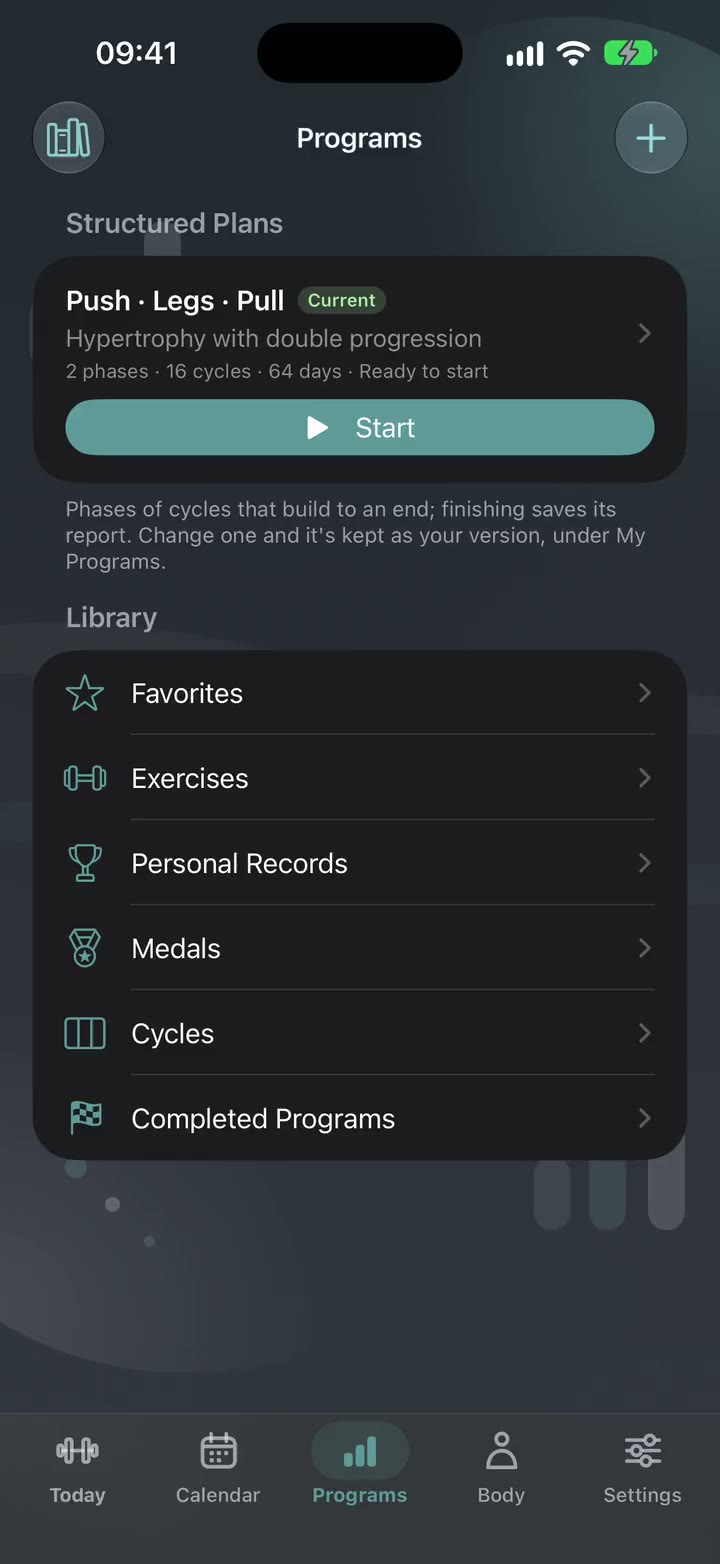 09:41
Programs
Structured Plans
Push · Legs · Pull Current
Hypertrophy with double progression
2 phases · 16 cycles · 64 days · Ready to start
Start
Phases of cycles that build to an end; finishing saves its
report. Change one and it's kept as your version, under My
Programs.
Library
Favorites
Exercises
Personal Records
Medals
Cycles
Completed Programs
Today
Calendar
Programs
Body
Settings